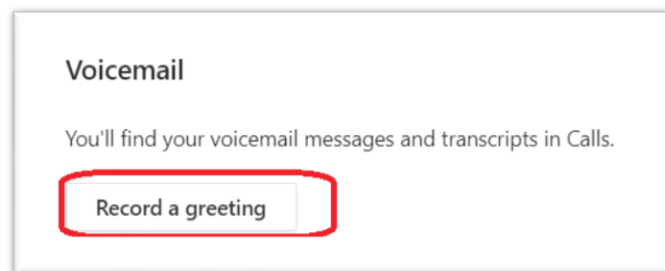 Voicemail
You'll find your voicemail messages and transcripts in Calls.
Record a greeting